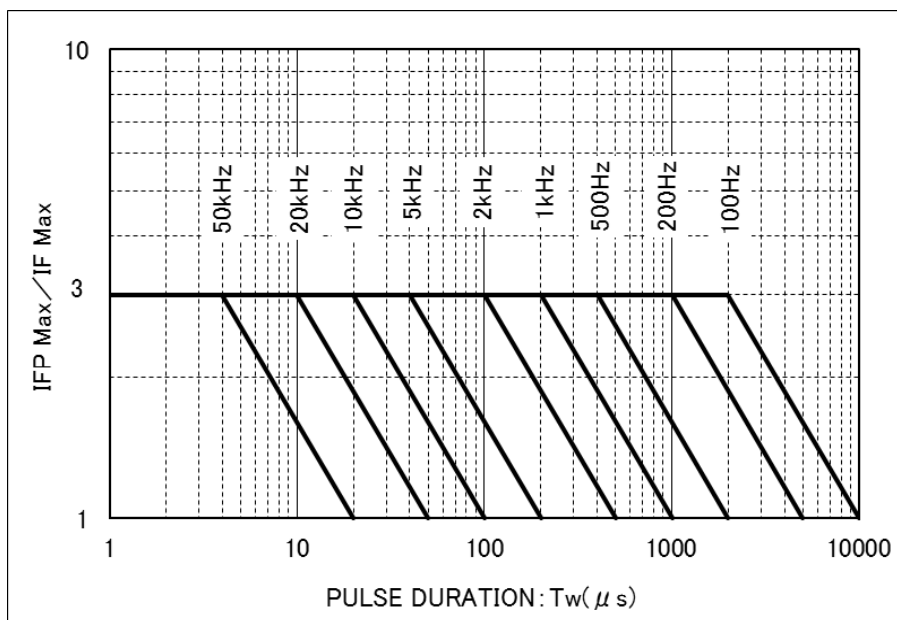 10
50kHz
20kHz
10kHz
5kHz
2kHz
1kHz
500Hz
200Hz
100Hz
3
1
IFP Max/IF Max
1
10
100
1000
10000
PULSE DURATION: Tw(μs)